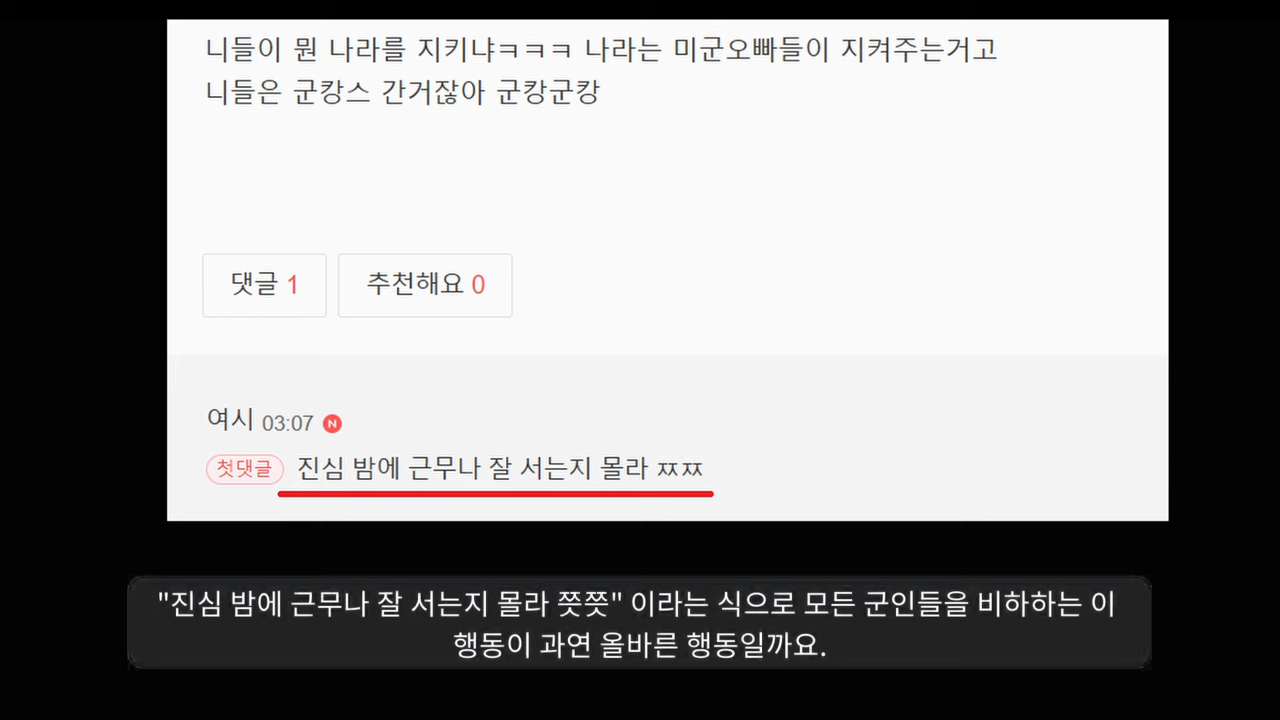 니들이 뭔 나라를 지키냐ㅋㅋㅋ 나라는 미군오빠들이 지켜주는거고
니들은 군캉스 간거잖아 군캉군캉
댓글 1 추천해요 0
여시 03:07 N
첫댓글 진심 밤에 근무나 잘 서는지 몰라 ㅉㅉ
"진심 밤에 근무나 잘 서는지 몰라 쯧쯧" 이라는 식으로 모든 군인들을 비하하는 이
행동이 과연 올바른 행동일까요.